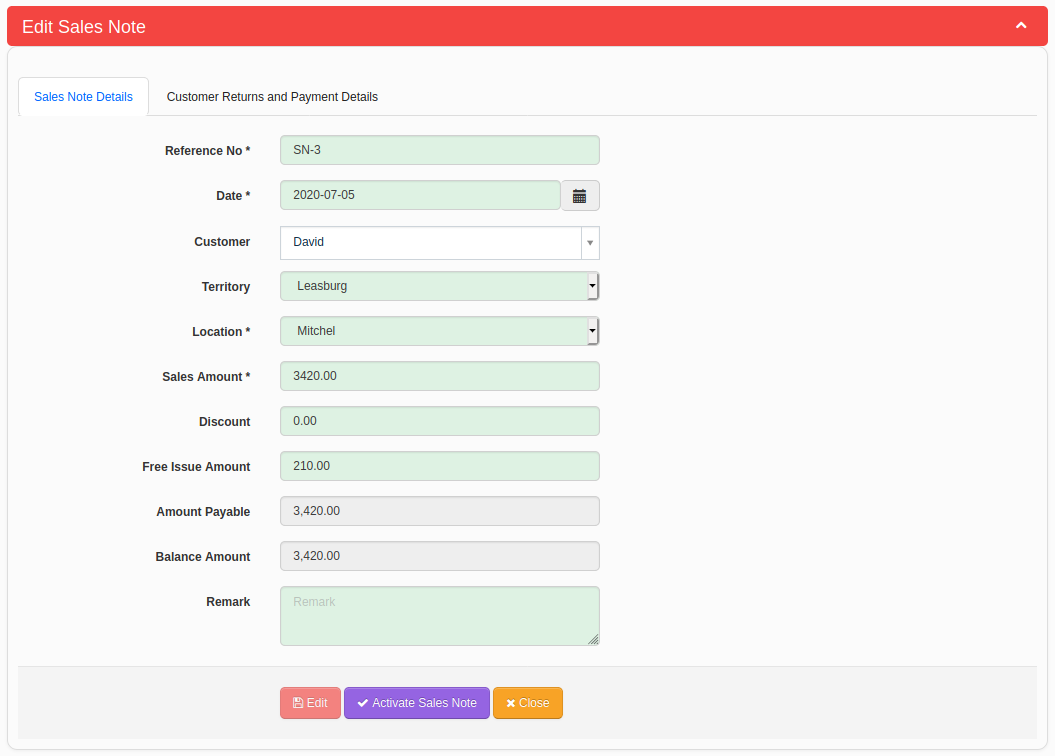 Edit Sales Note
Sales Note Details Customer Returns and Payment Details
Reference No * SN-3
Date * 2020-07-05
Customer David
Territory Leasburg
Location * Mitchel
Sales Amount * 3420.00
Discount 0.00
Free Issue Amount 210.00
Amount Payable 3,420.00
Balance Amount 3,420.00
Remark Remark
Edit Activate Sales Note Close